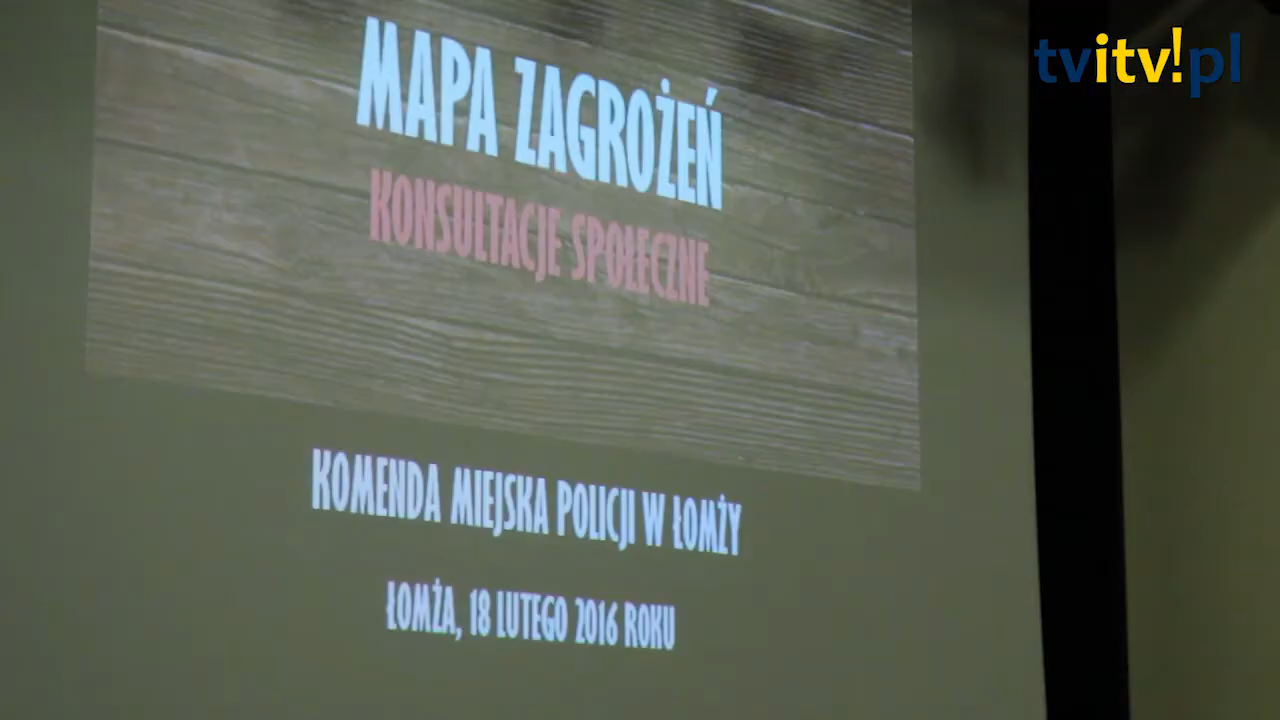 tvitv!pl
MAPA ZAGROŻEŃ
KONSULTACJE SPOŁECZNE
KOMENDA MIEJSKA POLICJI W ŁOMŻY
ŁOMŻA, 18 LUTEGO 2016 ROKU